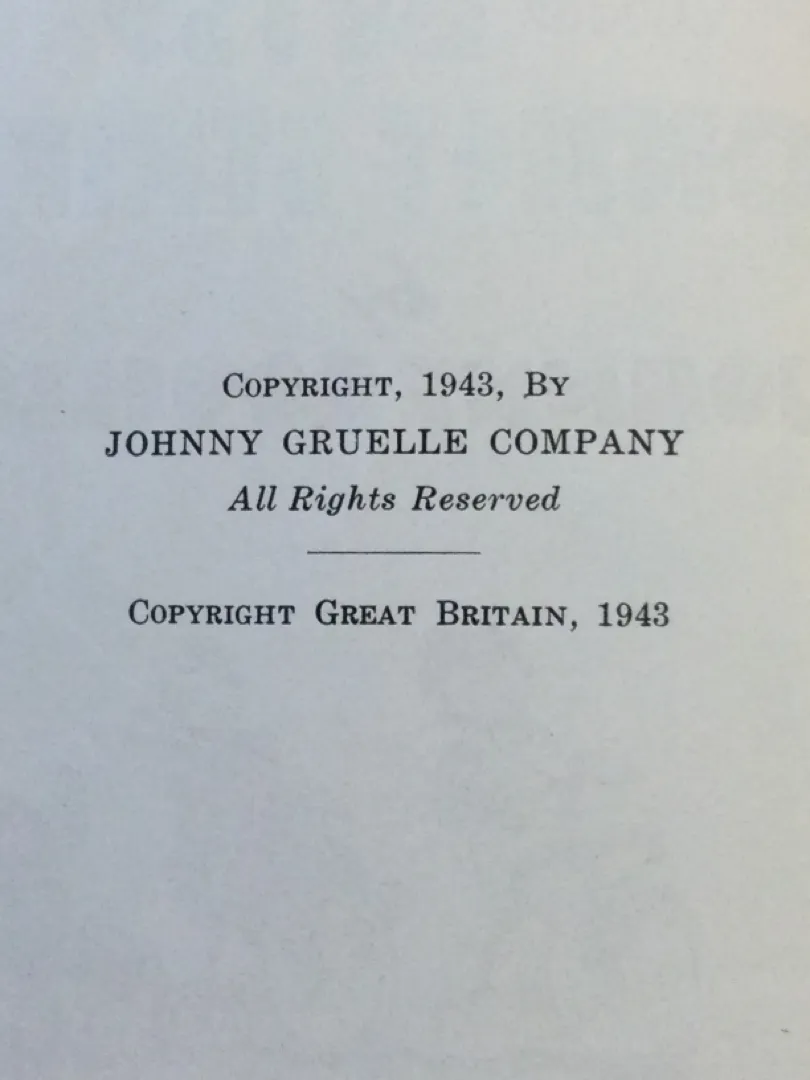 Copyright, 1943, By
JOHNNY GRUELLE COMPANY
All Rights Reserved
Copyright Great Britain, 1943